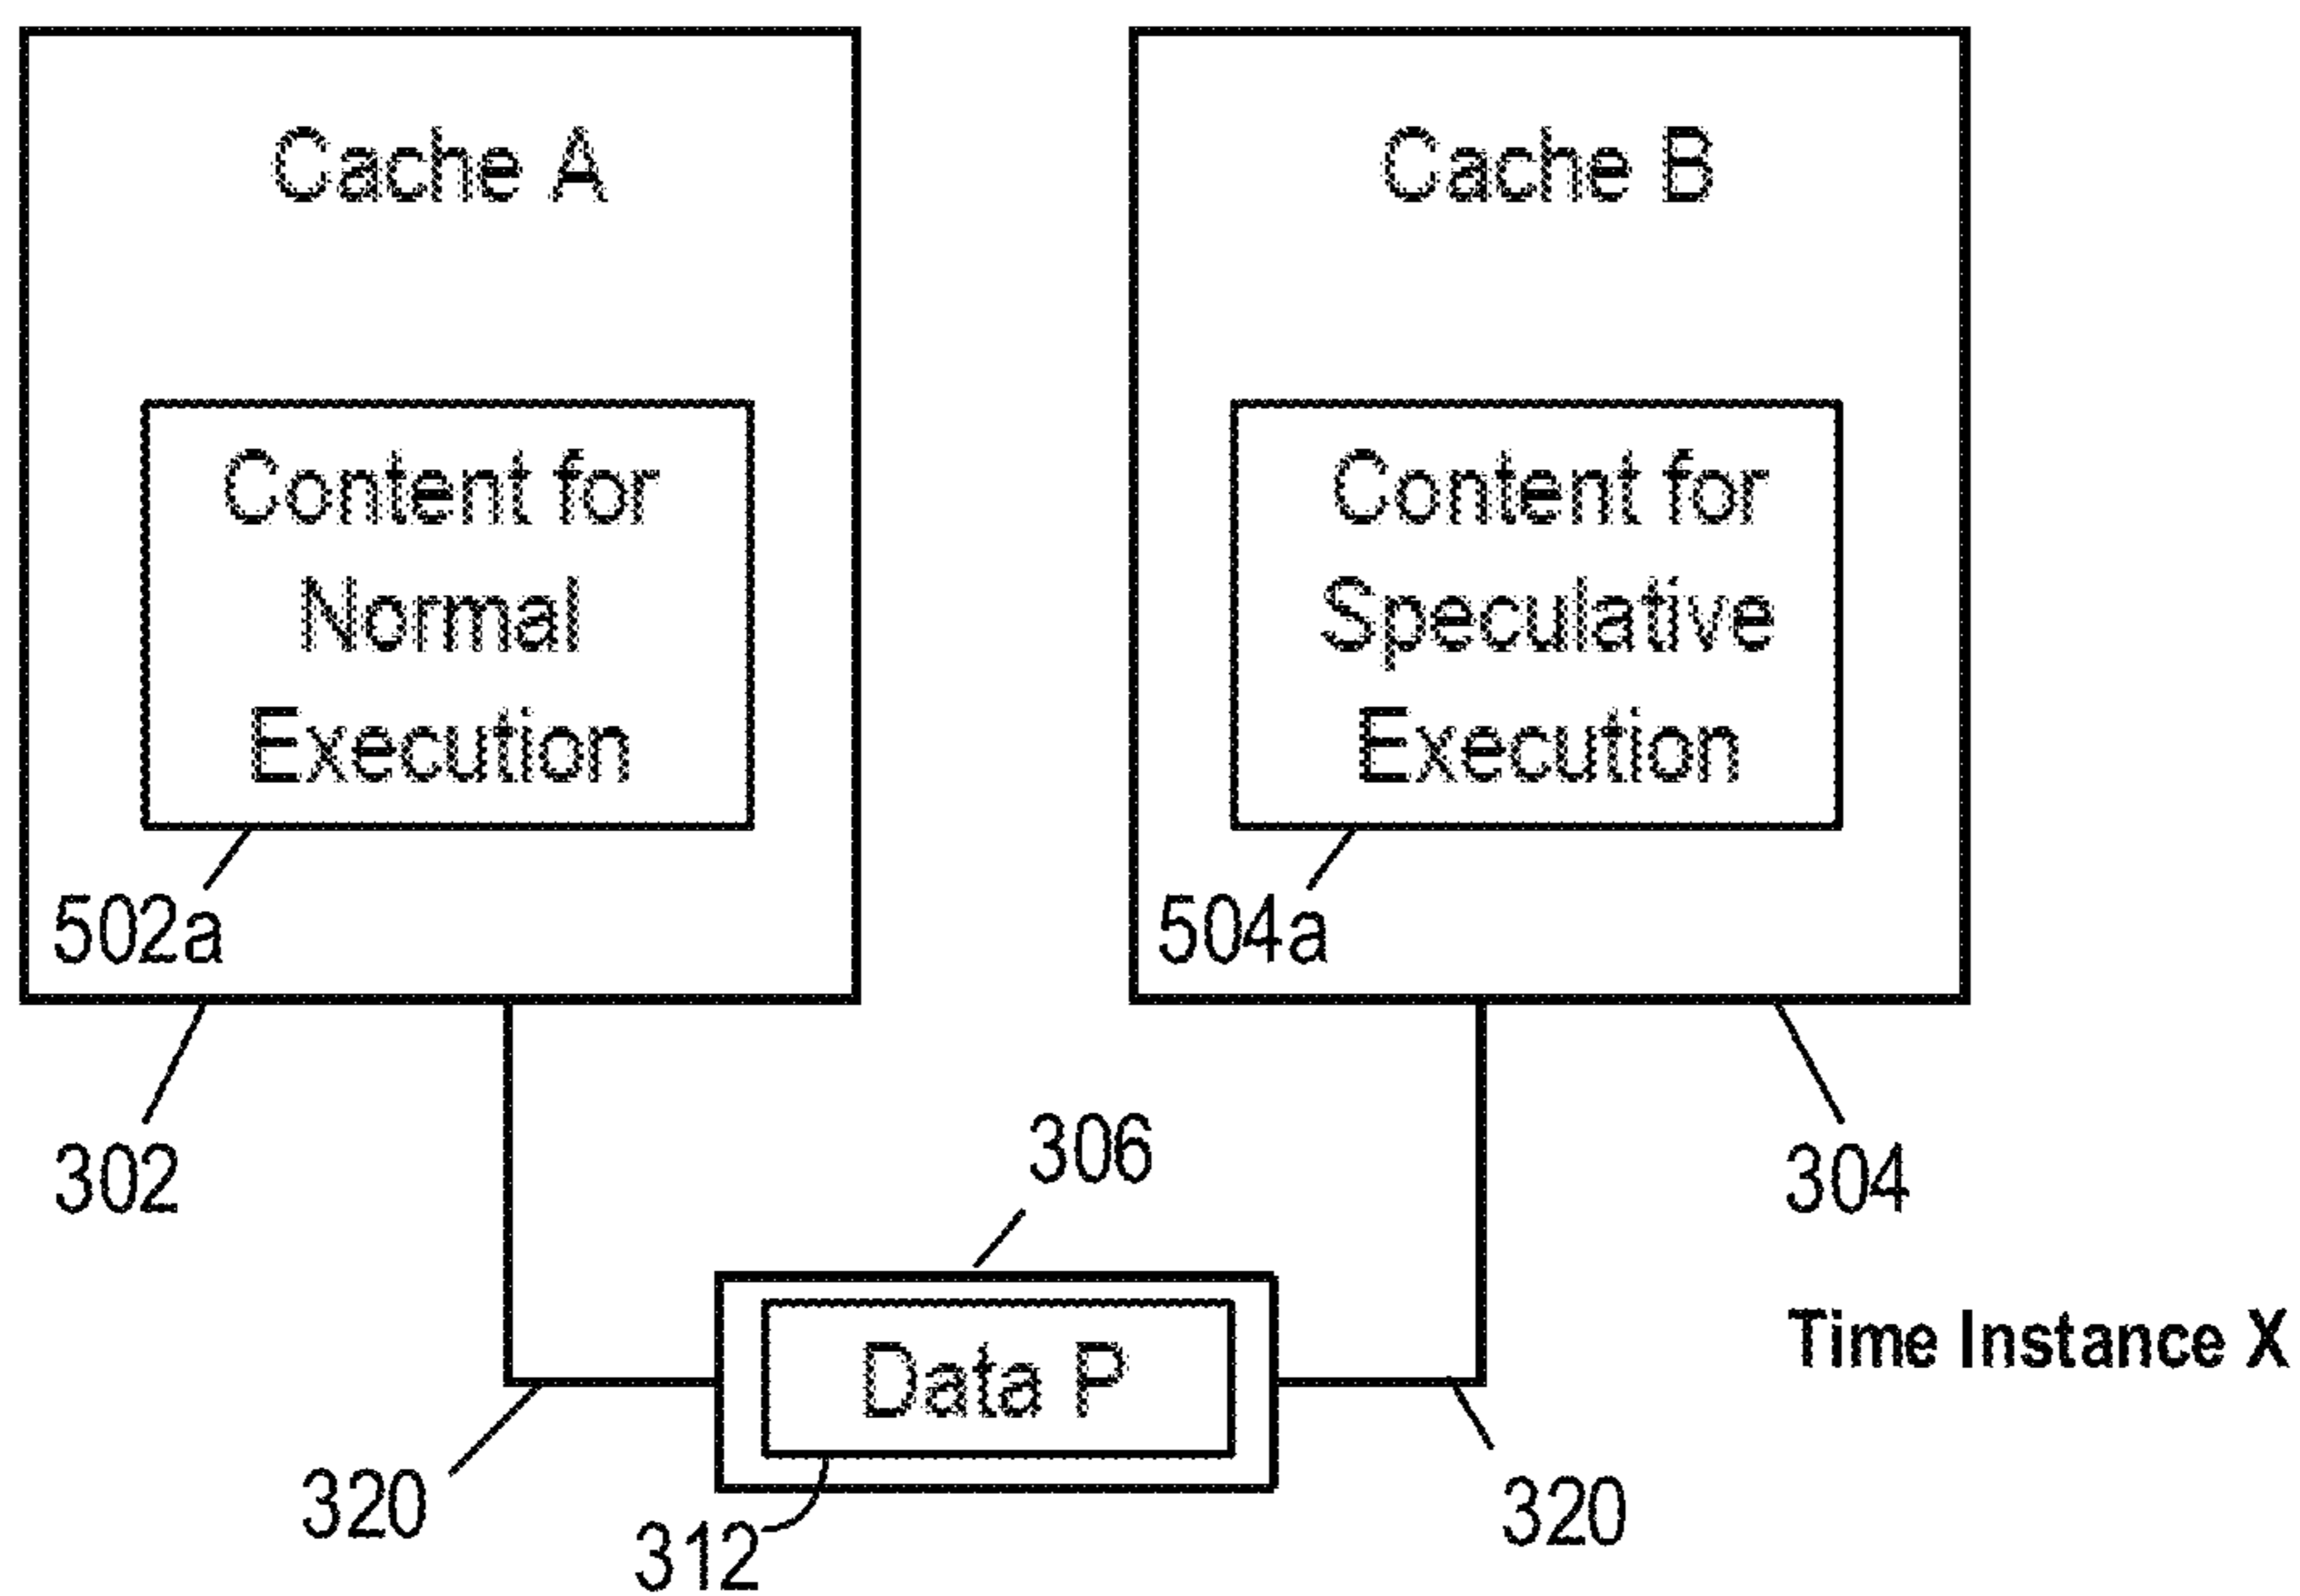 Cache A
Content for
Normal
Execution
502a
302
Cache B
Content for
Speculative
Execution
504a
304
306
Data P
Time Instance X
320
312
320